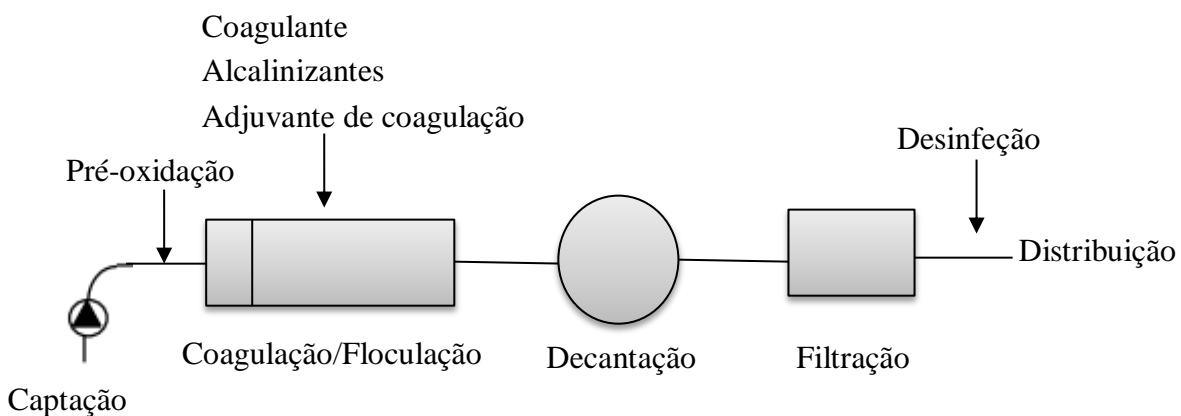 Coagulante
Alcalinizantes
Adjuvante de coagulação
Desinfeção
Pré-oxidação
Distribuição
Coagulação/Floculação
Decantação
Filtração
Captação